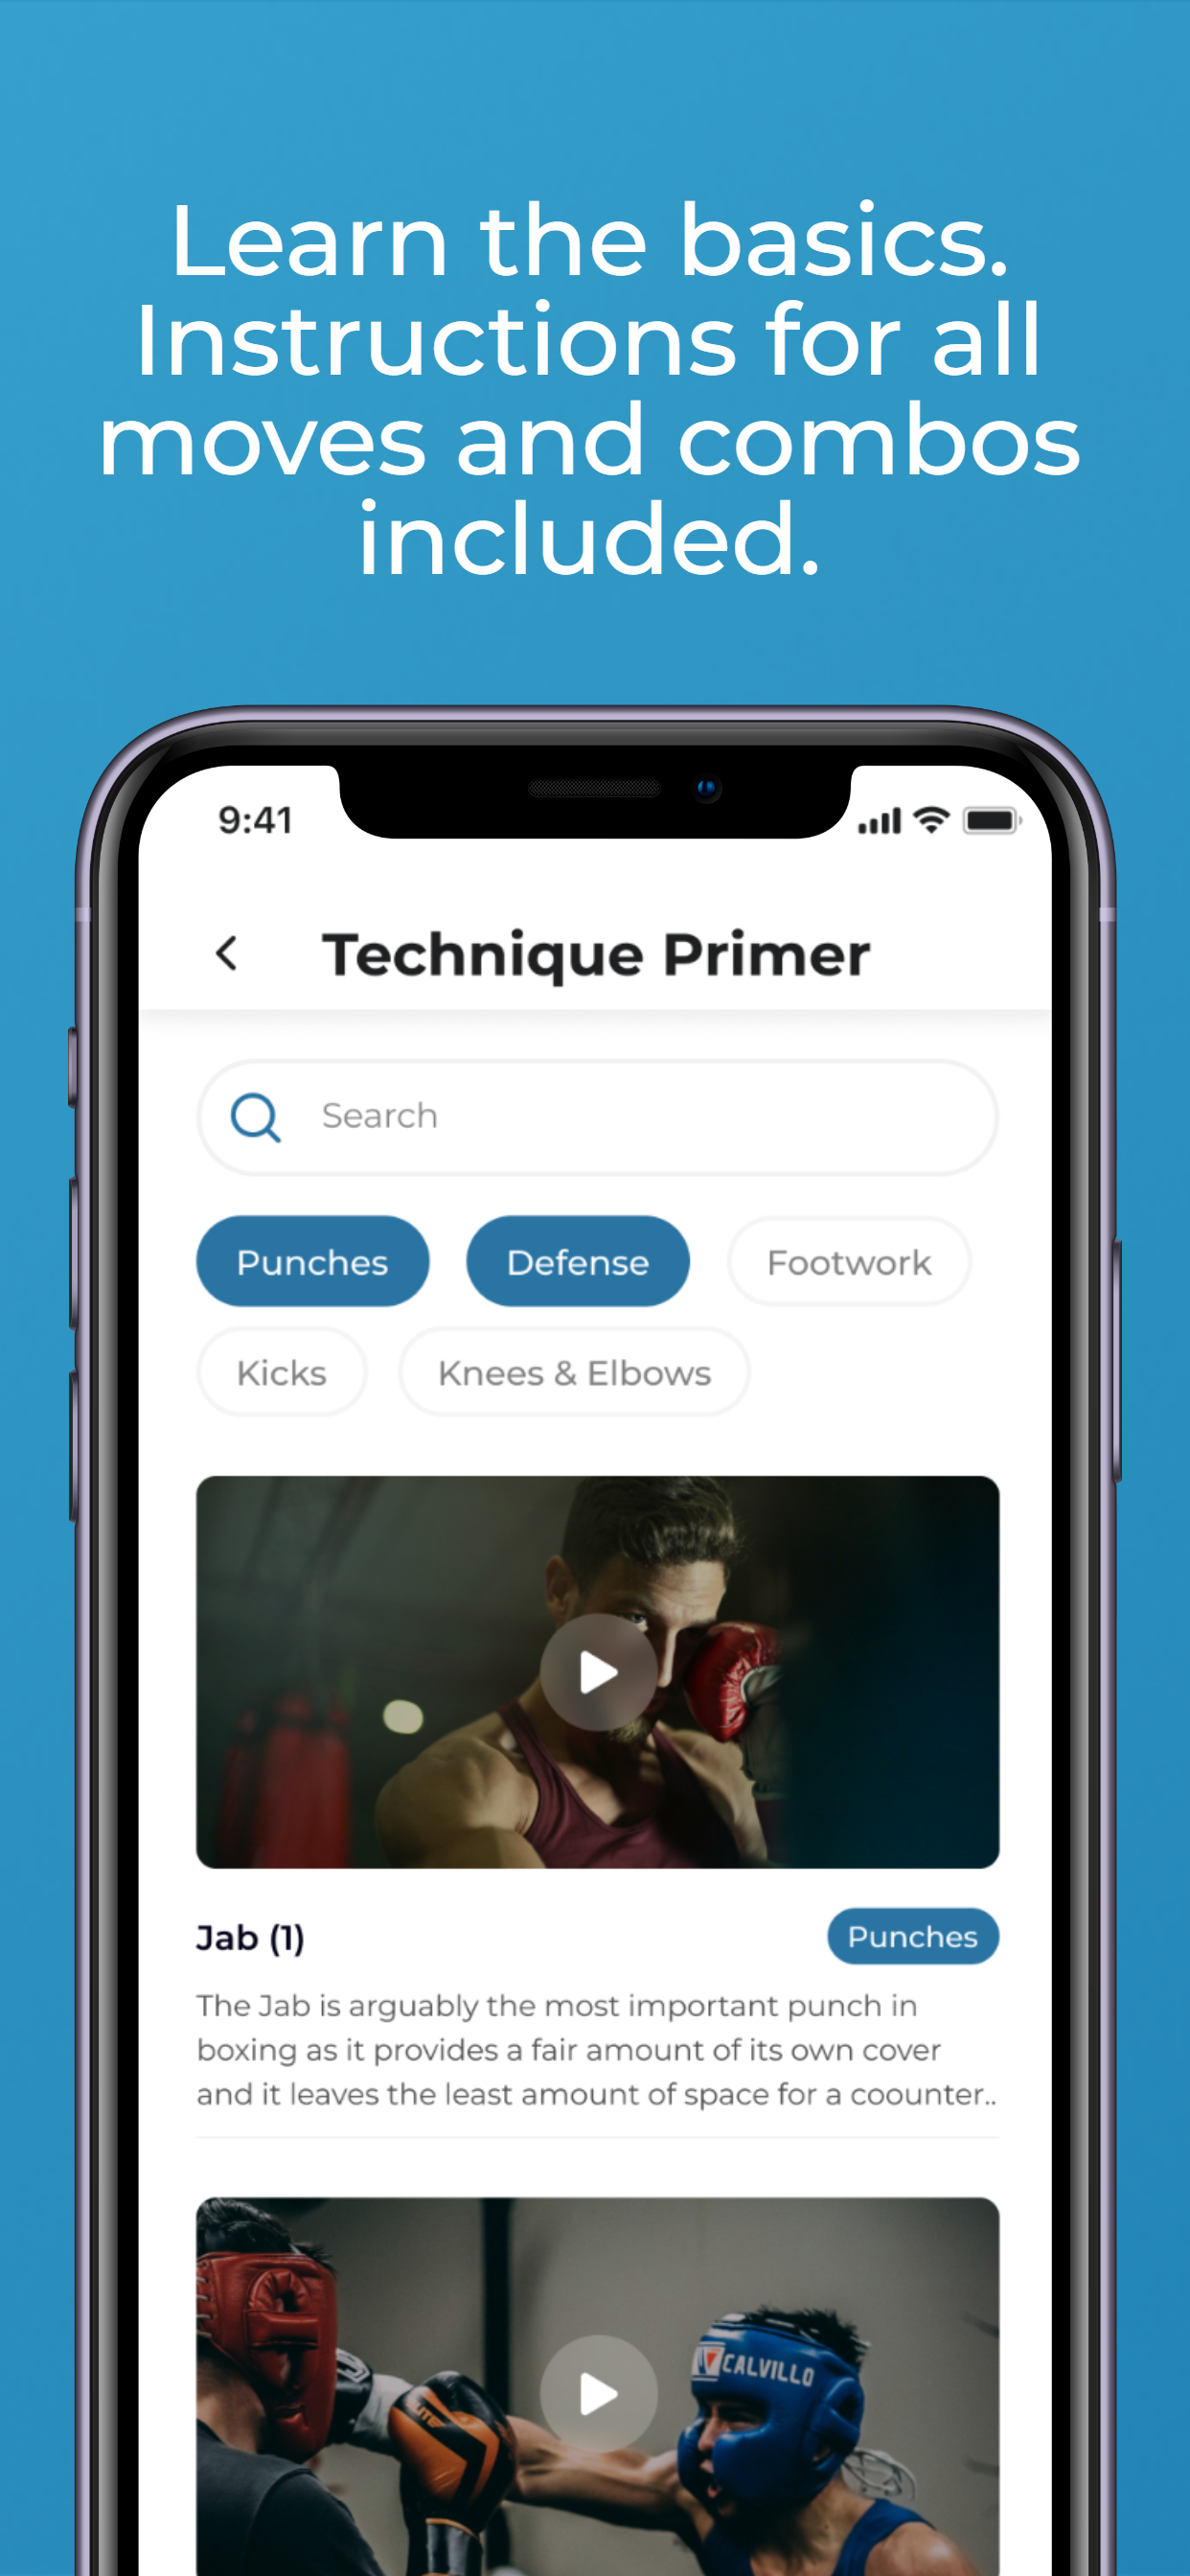 Learn the basics.
Instructions for all
moves and combos
included.
9:41
Technique Primer
Search
Punches
Defense
Footwork
Kicks
Knees & Elbows
Jab (1)
Punches
The Jab is arguably the most important punch in
boxing as it provides a fair amount of its own cover
and it leaves the least amount of space for a coounter..
CALVILLO